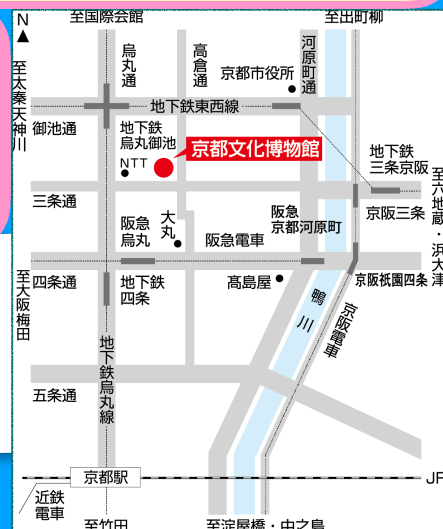 至国際会館
至出町柳
N
烏丸通
高倉通
河原町通
京都市役所
至太秦天神川
地下鉄東西線
御池通
地下鉄
烏丸御池
京都文化博物館
NTT
地下鉄
三条京阪
三条通
京阪三条
至六地蔵・浜大津
阪急
烏丸
大丸
阪急電車
阪急
京都河原町
四条通
地下鉄
四条
髙島屋
京阪祇園四条
至大阪梅田
鴨川
京阪電車
地下鉄烏丸線
五条通
京都駅
JR
近鉄
電車
至竹田
至淀屋橋・中之島